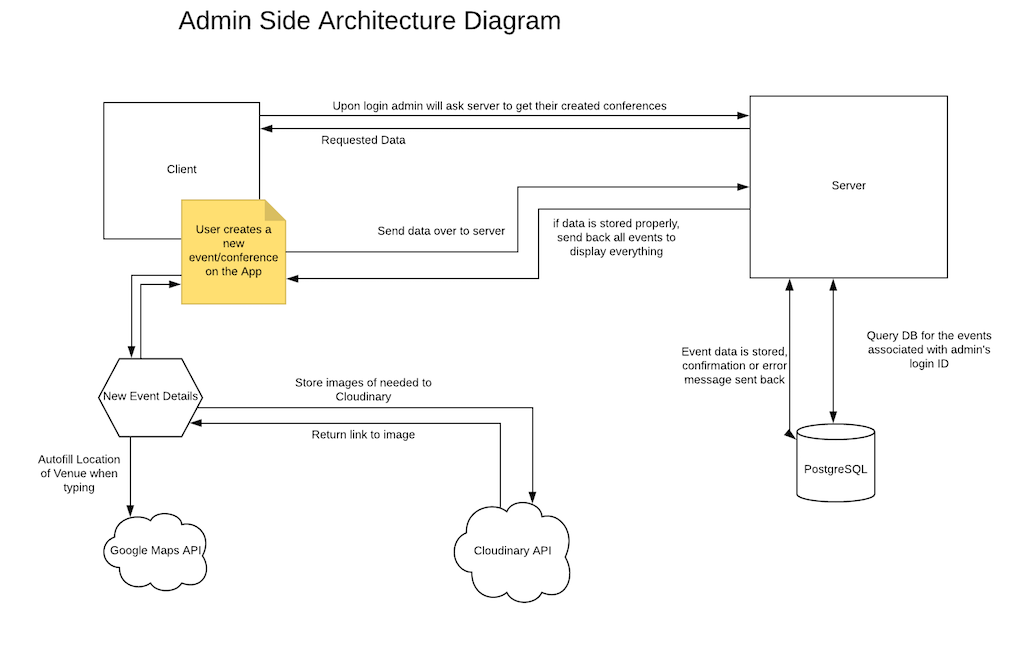 Admin Side Architecture Diagram
Upon login admin will ask server to get their created conferences
Requested Data
Client
Server
User creates a
new
event/conference
on the App
Send data over to server
if data is stored properly,
send back all events to
display everything
Event data is stored,
confirmation or error
message sent back
Query DB for the events
associated with admin's
login ID
New Event Details
Store images of needed to
Cloudinary
Return link to image
Autofill Location
of Venue when
typing
PostgreSQL
Google Maps API
Cloudinary API